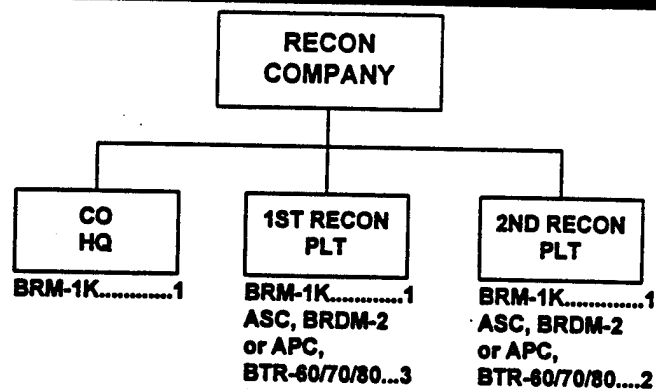 RECON
COMPANY
CO
HQ
BRM-1K.............1
1ST RECON
PLT
BRM-1K.............1
ASC, BRDM-2
or APC,
BTR-60/70/80...3
2ND RECON
PLT
BRM-1K.............1
ASC, BRDM-2
or APC,
BTR-60/70/80....2